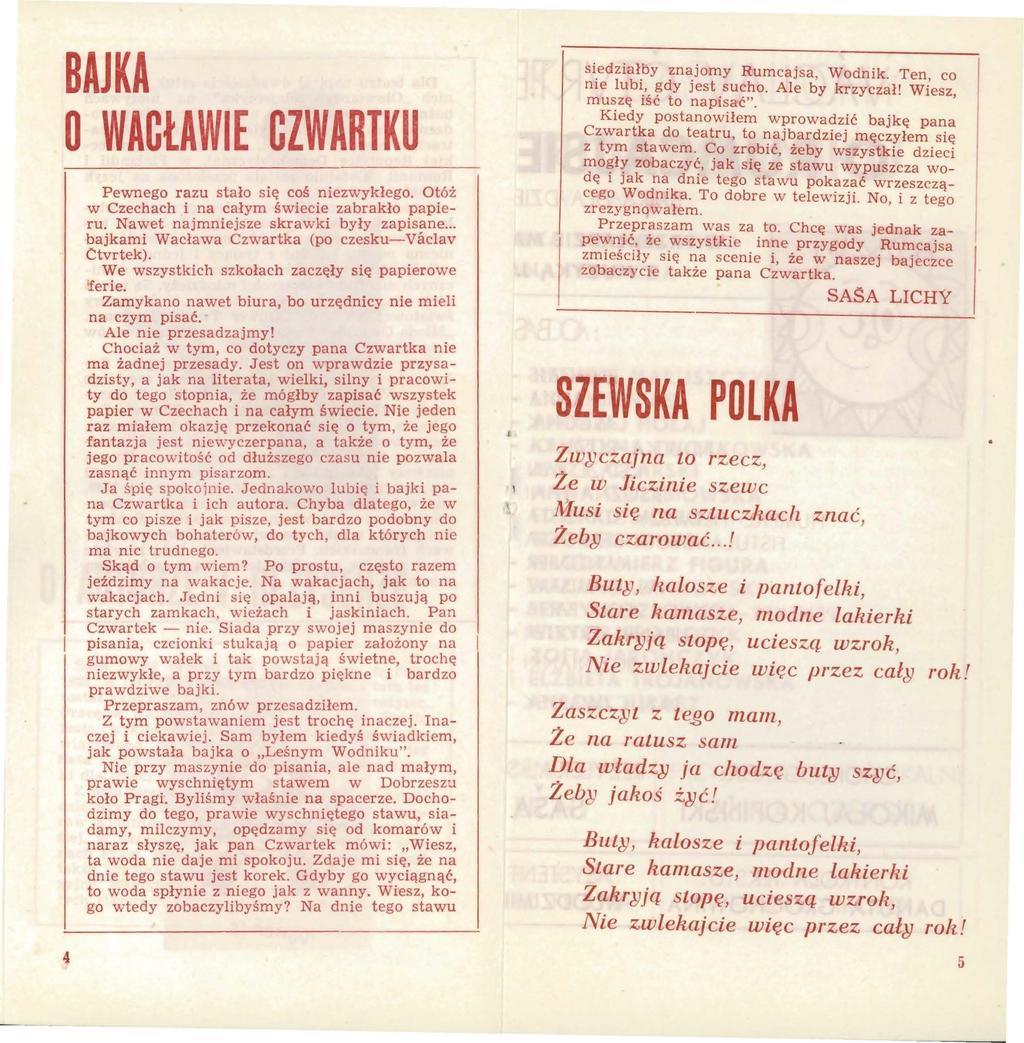 BAJKA
O WACŁAWIE CZWARTKU
Pewnego razu stało się coś niezwykłego. Otóż
w Czechach i na całym świecie zabrakło papie-
ru. Nawet najmniejsze skrawki były zapisane...
bajkami Wacława Czwartka (po czesku—Václav
Čtvrtek).
We wszystkich szkołach zaczęły się papierowe
ferie.
Zamykano nawet biura, bo urzędnicy nie mieli
na czym pisać.
Ale nie przesadzajmy!
Chociaż w tym, co dotyczy pana Czwartka nie
ma żadnej przesady. Jest on wprawdzie przysa-
dzisty, a jak na literata, wielki, silny i pracowi-
ty do tego stopnia, że mógłby zapisać wszystek
papier w Czechach i na całym świecie. Nie jeden
raz miałem okazję przekonać się o tym, że jego
fantazja jest niewyczerpana, a także o tym, że
jego pracowitość od dłuższego czasu nie pozwala
zasnąć innym pisarzom.
Ja śpię spokojnie. Jednakowo lubię i bajki pa-
na Czwartka i ich autora. Chyba dlatego, że w
tym co pisze i jak pisze, jest bardzo podobny do
bajkowych bohaterów, do tych, dla których nie
ma nic trudnego.
Skąd o tym wiem? Po prostu, często razem
jeździmy na wakacje. Na wakacjach, jak to na
wakacjach. Jedni się opalają, inni buszują po
starych zamkach, wieżach i jaskiniach. Pan
Czwartek — nie. Siada przy swojej maszynie do
pisania, czcionki stukają o papier założony na
gumowy wałek i tak powstają świetne, trochę
niezwykłe, a przy tym bardzo piękne i bardzo
prawdziwe bajki.
Przepraszam, znów przesadziłem.
Z tym powstawaniem jest trochę inaczej. Ina-
czej i ciekawiej. Sam byłem kiedyś świadkiem,
jak powstała bajka o „Leśnym Wodniku”.
Nie przy maszynie do pisania, ale nad małym,
prawie wyschniętym stawem w Dobrzeszu
koło Pragi. Byliśmy właśnie na spacerze. Docho-
dzimy do tego, prawie wyschniętego stawu, sia-
damy, milczymy, opędzamy się od komarów i
naraz słyszę, jak pan Czwartek mówi: „Wiesz,
ta woda nie daje mi spokoju. Zdaje mi się, że na
dnie tego stawu jest korek. Gdyby go wyciągnąć,
to woda spłynie z niego jak z wanny. Wiesz, ko-
go wtedy zobaczylibyśmy? Na dnie tego stawu
4
siedziałby znajomy Rumcajsa, Wodnik. Ten, co
nie lubi, gdy jest sucho. Ale by krzyczał! Wiesz,
muszę iść to napisać”.
Kiedy postanowiłem wprowadzić bajkę pana
Czwartka do teatru, to najbardziej męczyłem się
z tym stawem. Co zrobić, żeby wszystkie dzieci
mogły zobaczyć, jak się ze stawu wypuszcza wo-
dę i jak na dnie tego stawu pokazać wrzeszczą-
cego Wodnika. To dobre w telewizji. No, i z tego
zrezygnowałem.
Przepraszam was za to. Chcę was jednak za-
pewnić, że wszystkie inne przygody Rumcajsa
zmieściły się na scenie i, że w naszej bajeczce
zobaczycie także pana Czwartka.
SAŠA LICHÝ
SZEWSKA POLKA
Zwyczajna to rzecz,
Że w Jiczinie szewc
Musi się na sztuczkach znać,
Żeby czarować...!
Buty, kalosze i pantofelki,
Stare kamasze, modne lakierki
Zakryją stopę, ucieszą wzrok,
Nie zwlekajcie więc przez cały rok!
Zaszczyt z tego mam,
Że na ratusz sam
Dla władzy ja chodzę buty szyć,
Żeby jakoś żyć!
Buty, kalosze i pantofelki,
Stare kamasze, modne lakierki
Zakryją stopę, ucieszą wzrok,
Nie zwlekajcie więc przez cały rok!
5